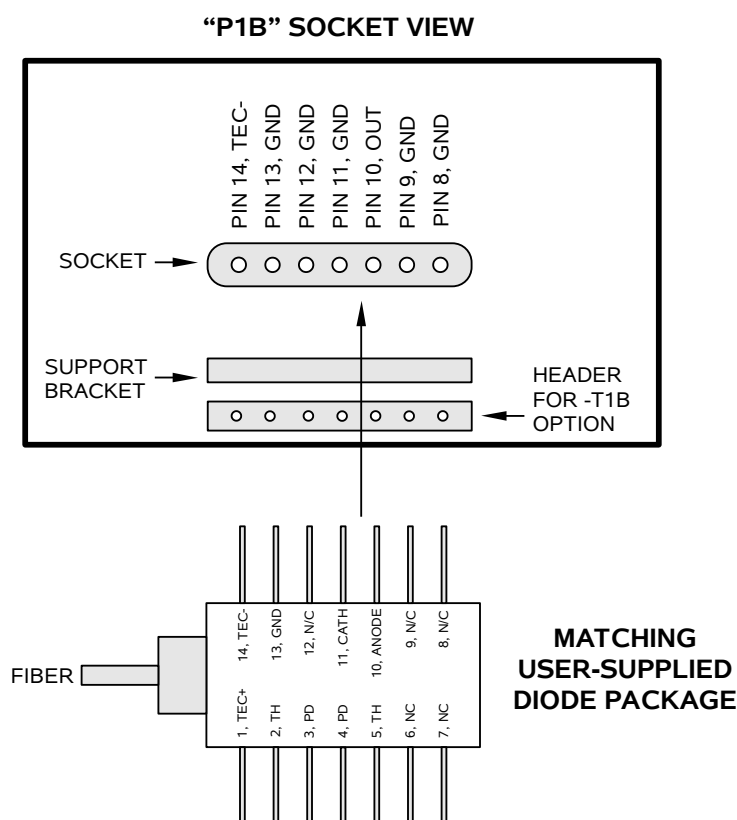 “P1B” SOCKET VIEW
PIN 14, TEC-
PIN 13, GND
PIN 12, GND
PIN 11, GND
PIN 10, OUT
PIN 9, GND
PIN 8, GND
SOCKET
SUPPORT
BRACKET
HEADER
FOR -T1B
OPTION
14, TEC-
13, GND
12, N/C
11, CATH
10, ANODE
9, N/C
8, N/C
FIBER
1, TEC+
2, TH
3, PD
4, PD
5, TH
6, NC
7, NC
MATCHING
USER-SUPPLIED
DIODE PACKAGE